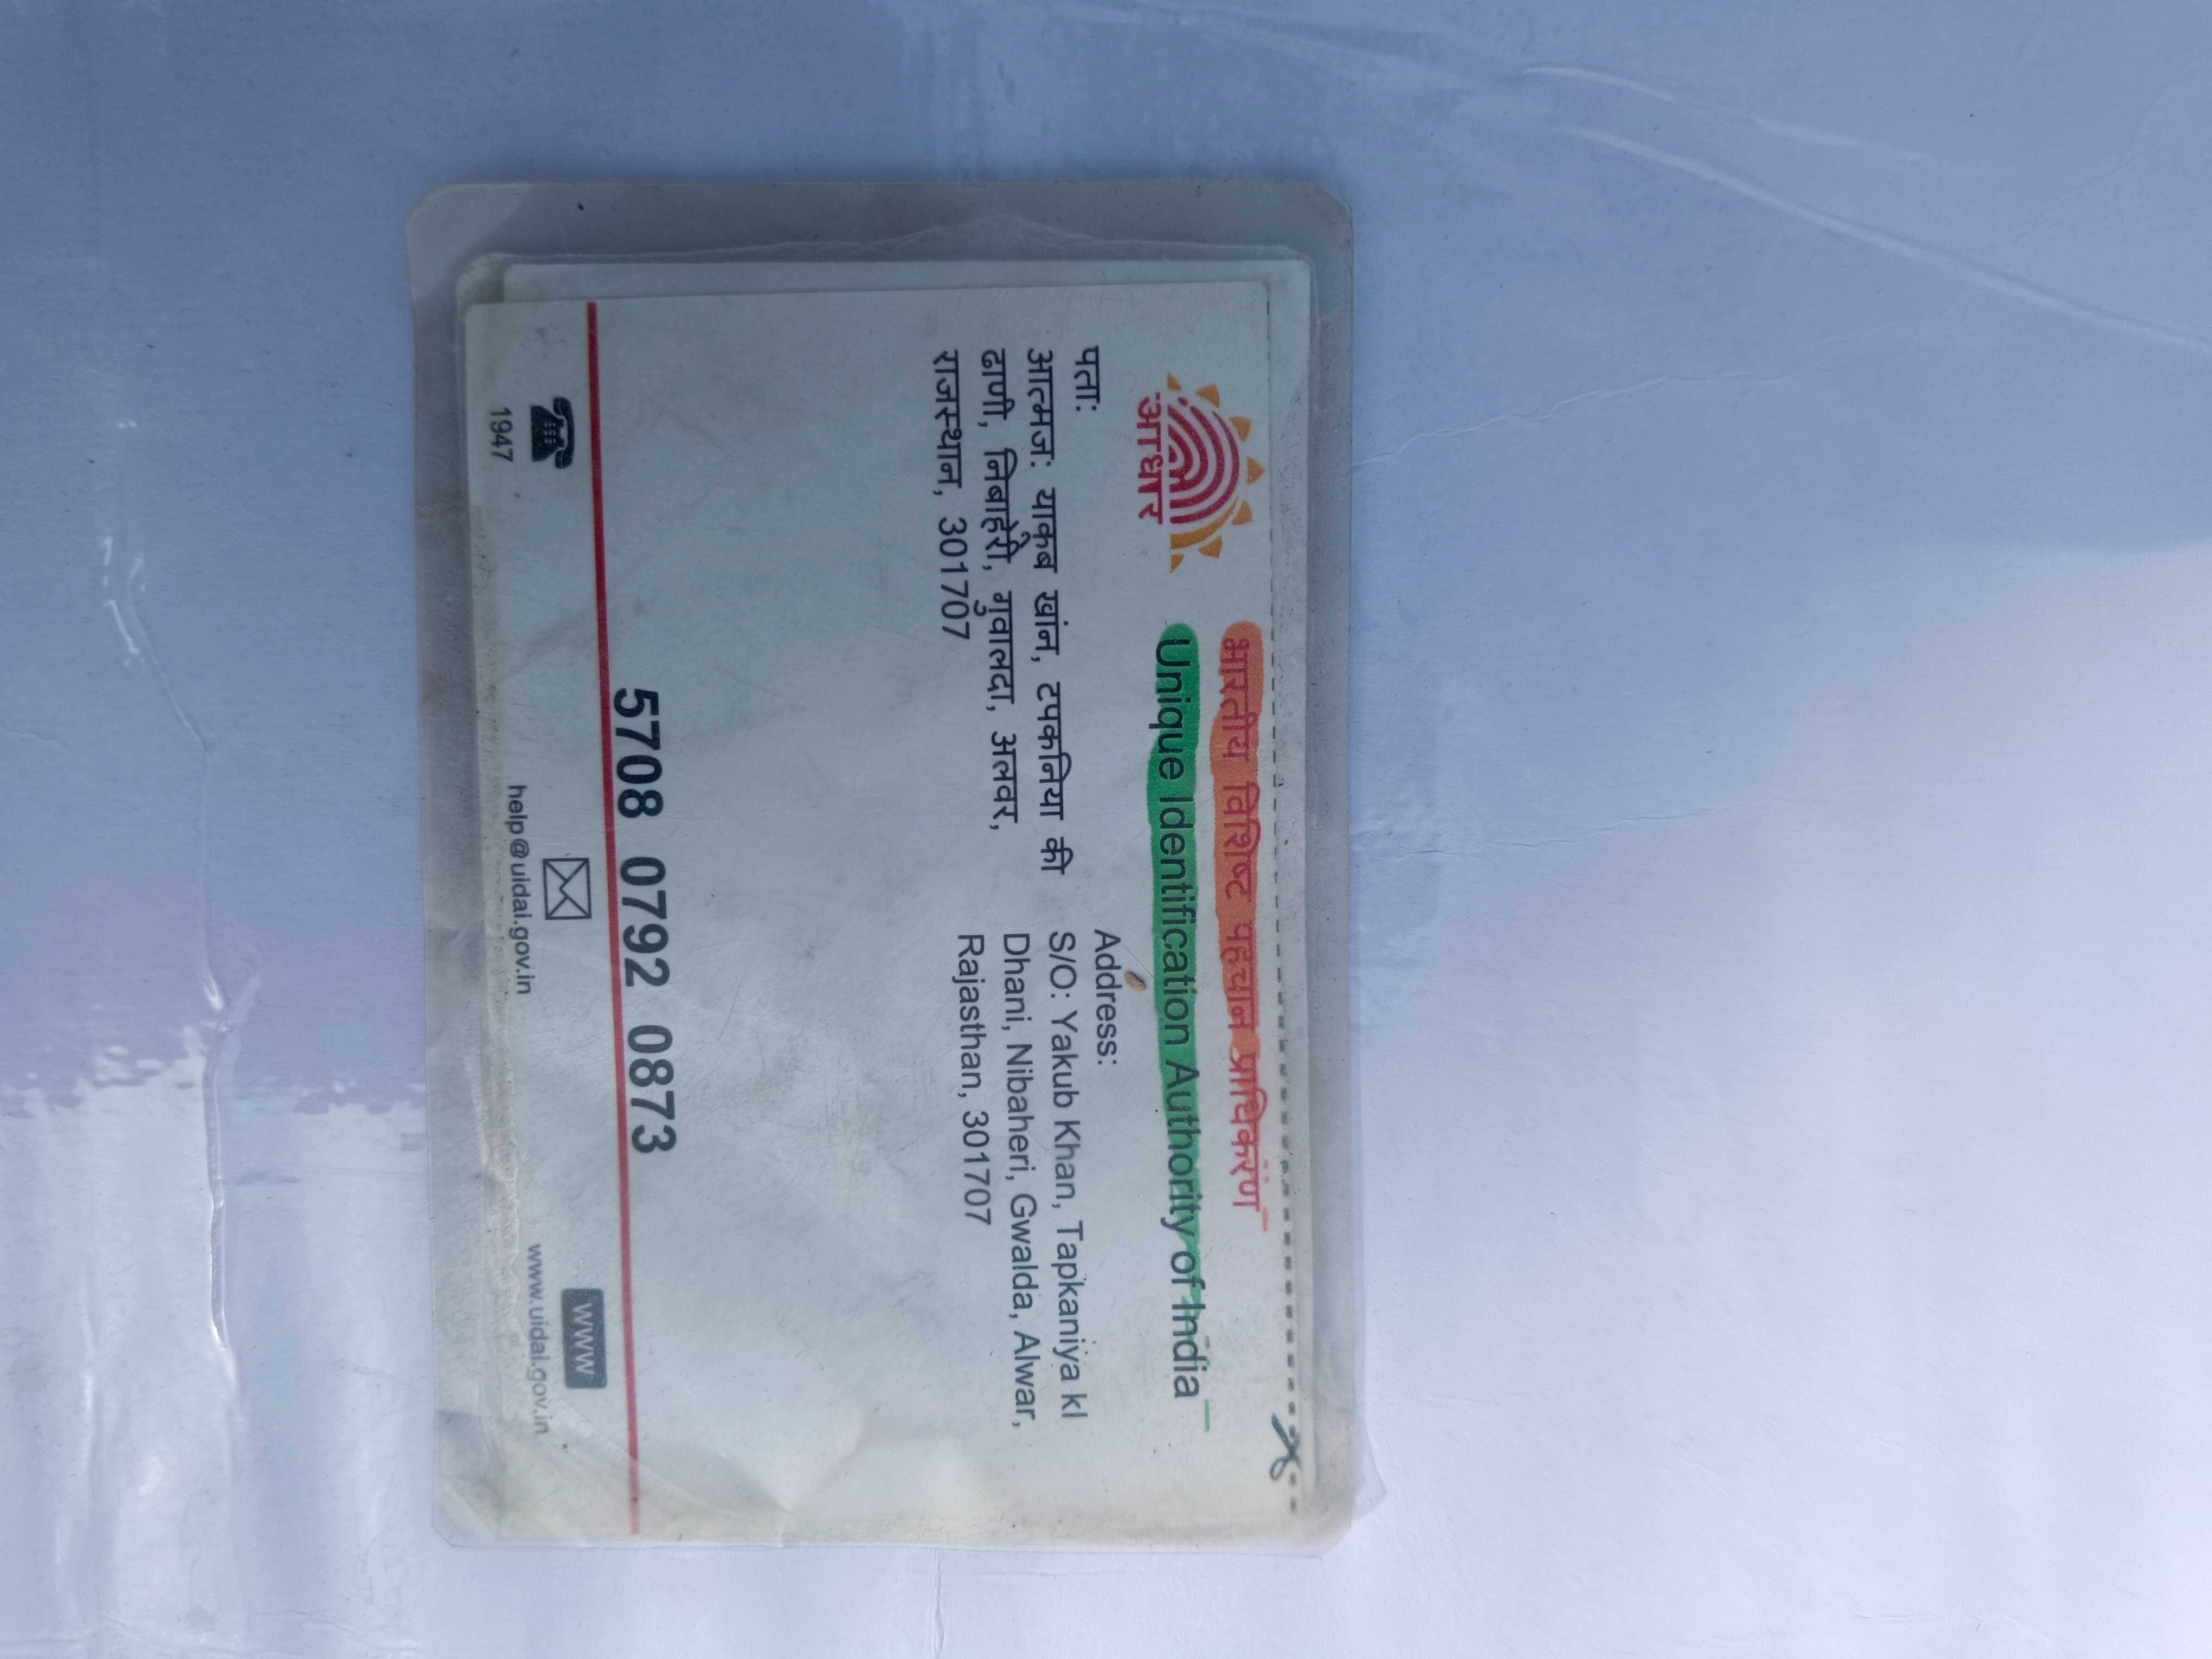 भारतीय विशिष्ट पहचान प्राधिकरण
Unique Identification Authority of India
आधार
पता:
आत्मज: याकुब खांन, टपकनिया की
ढाणी, निबाहेरी, गुवालदा, अलवर,
राजस्थान, 301707
Address:
S/O: Yakub Khan, Tapkaniya kI
Dhani, Nibaheri, Gwalda, Alwar,
Rajasthan, 301707
5708 0792 0873
1947
help@uidai.gov.in
www
www.uidai.gov.in